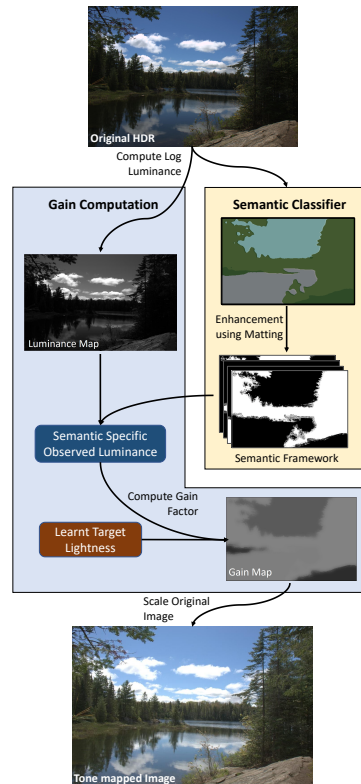 Original HDR
Compute Log
Luminance
Gain Computation
Semantic Classifier
Luminance Map
Enhancement
using Matting
Semantic Framework
Semantic Specific
Observed Luminance
Compute Gain
Factor
Learnt Target
Lightness
Gain Map
Scale Original
Image
Tone mapped Image